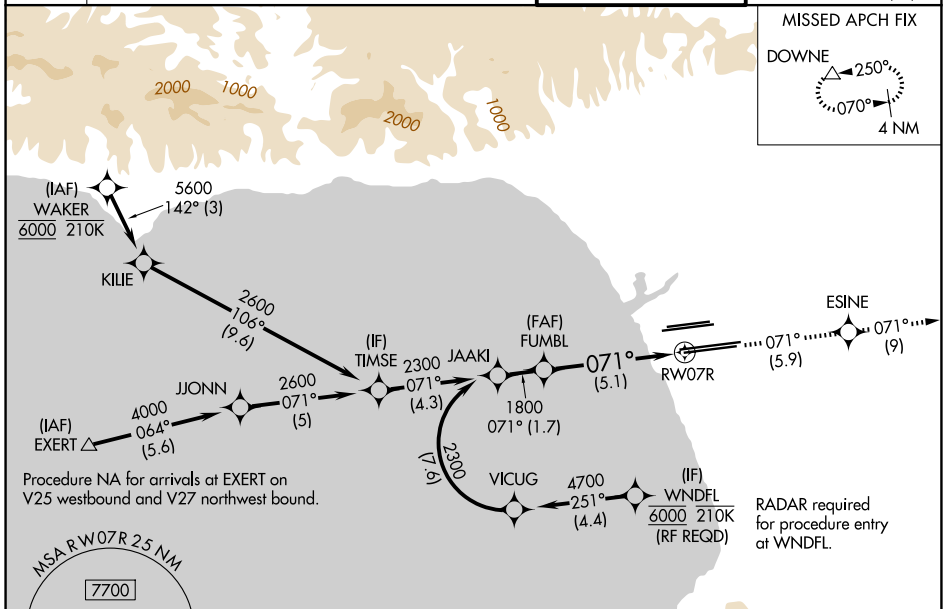 MISSED APCH FIX
DOWNE
250°
070°
4 NM
2000
1000
2000
1000
(IAF)
WAKER
6000 210K
5600
142° (3)
KILIE
2600
106°
(9.6)
(IF)
TIMSE
2300
071°
(4.3)
JAAKI
(FAF)
FUMBL
071°
(5.1)
RW07R
071°
(5.9)
ESINE
071°
(9)
1800
071° (1.7)
JJONN
2600
071°
(5)
4000
064°
(5.6)
(IAF)
EXERT
2300
(7.6)
VICUG
4700
251°
(4.4)
(IF)
WNDFL
6000 210K
(RF REQD)
RADAR required
for procedure entry
at WNDFL.
Procedure NA for arrivals at EXERT on
V25 westbound and V27 northwest bound.
MSA RW07R 25 NM
7700